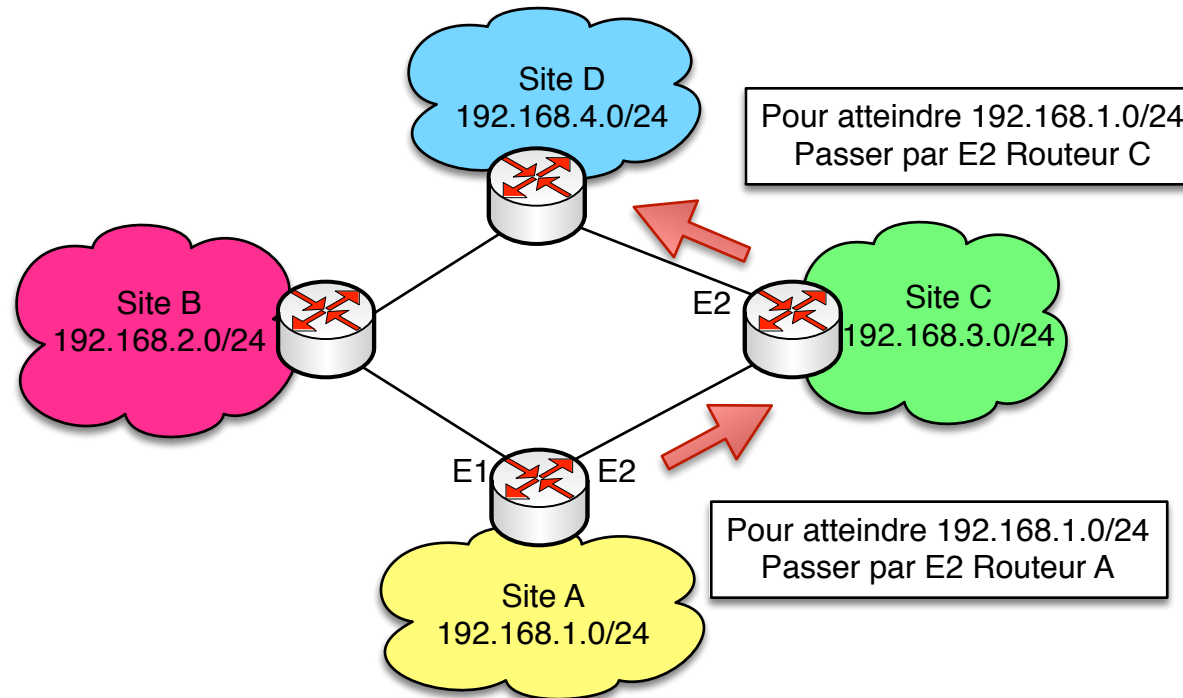 Site D
192.168.4.0/24
Pour atteindre 192.168.1.0/24
Passer par E2 Routeur C
Site B
192.168.2.0/24
E2
Site C
192.168.3.0/24
E1
E2
Pour atteindre 192.168.1.0/24
Passer par E2 Routeur A
Site A
192.168.1.0/24